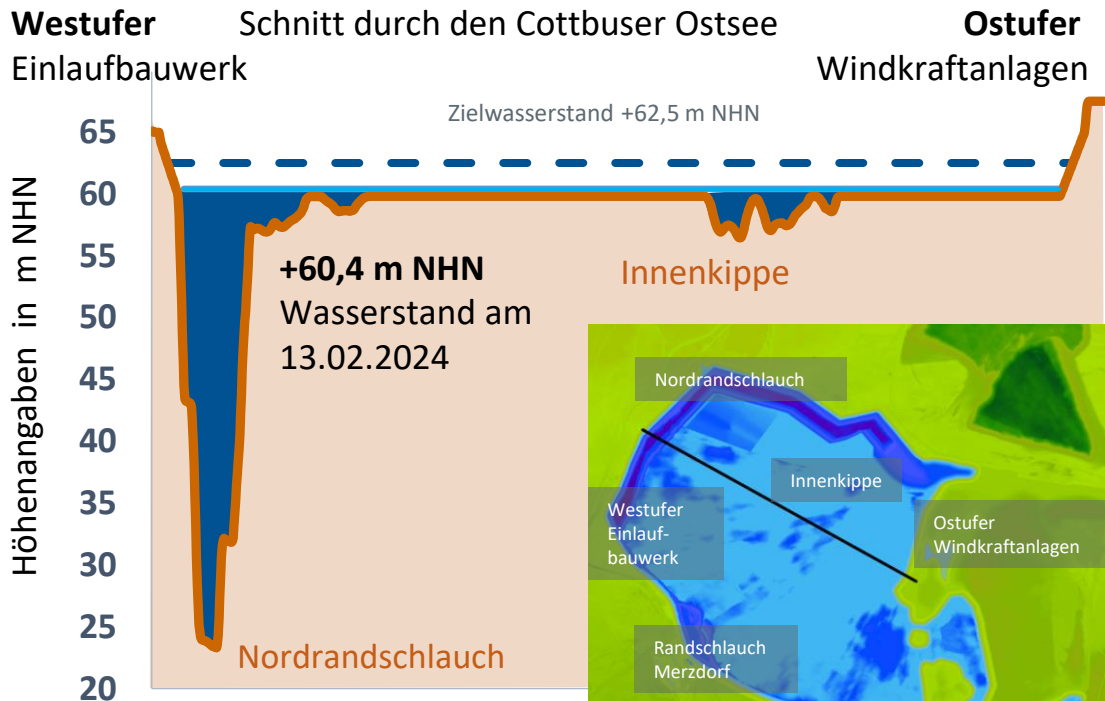 Westufer
Einlaufbauwerk
Schnitt durch den Cottbuser Ostsee
Ostufer
Windkraftanlagen
Zielwasserstand +62,5 m NHN
Höhenangaben in m NHN
65
60
55
50
45
40
35
30
25
20
+60,4 m NHN
Wasserstand am
13.02.2024
Innenkippe
Nordrandschlauch
Nordrandschlauch
Innenkippe
Westufer
Einlauf-
bauwerk
Ostufer
Windkraftanlagen
Randschlauch
Merzdorf